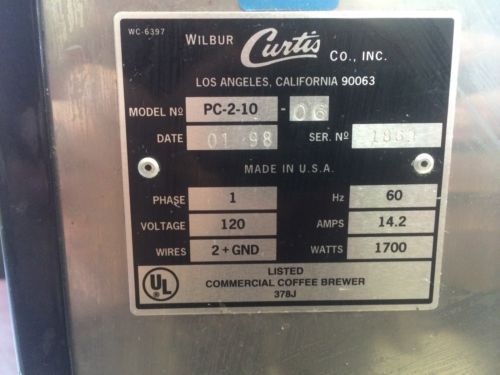 WC-6397
WILBUR Curtis Co., INC.
LOS ANGELES, CALIFORNIA 90063
MODEL Nº PC-2-10 - 06
DATE 01 98 SER. Nº
MADE IN U.S.A.
PHASE 1 Hz 60
VOLTAGE 120 AMPS 14.2
WIRES 2+GND WATTS 1700
UL
LISTED
COMMERCIAL COFFEE BREWER
378J